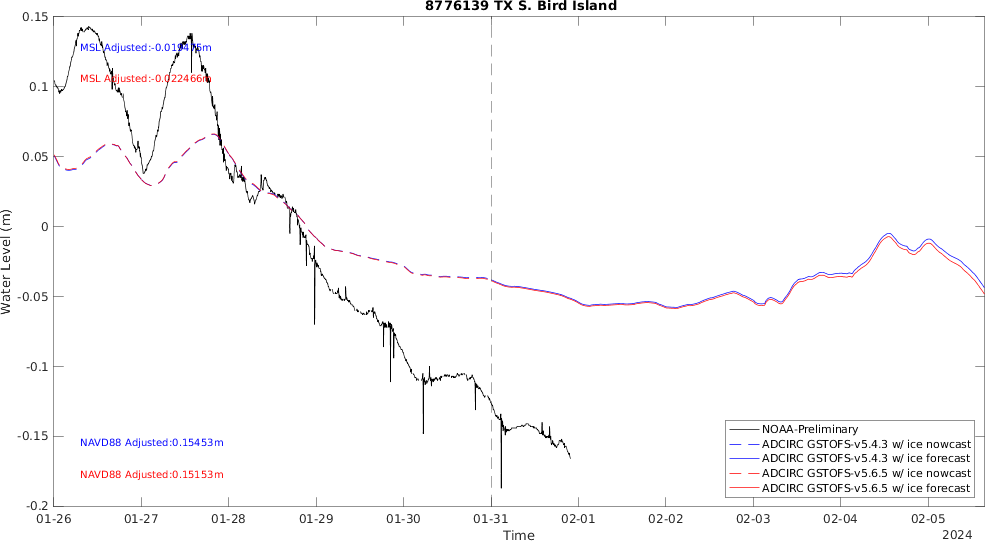 8776139 TX S. Bird Island
0.15
MSL Adjusted:-0.019475m
MSL Adjusted:-0.022466m
0.1
0.05
0
Water Level (m)
-0.05
-0.1
-0.15
NAVD88 Adjusted:0.15453m
NAVD88 Adjusted:0.15153m
NOAA-Preliminary
ADCIRC GSTOFS-v5.4.3 w/ ice nowcast
ADCIRC GSTOFS-v5.4.3 w/ ice forecast
ADCIRC GSTOFS-v5.6.5 w/ ice nowcast
ADCIRC GSTOFS-v5.6.5 w/ ice forecast
-0.2
01-26 01-27 01-28 01-29 01-30 01-31 02-01 02-02 02-03 02-04 02-05
Time
2024